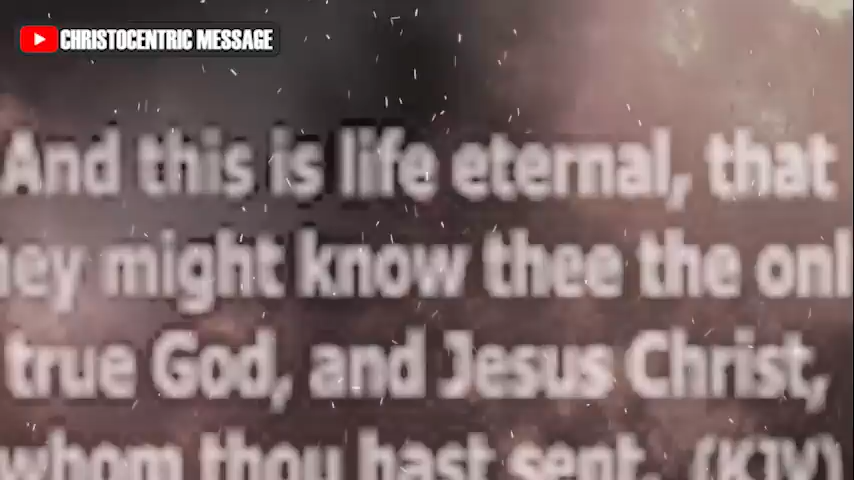 CHRISTOCENTRIC MESSAGE
And this is life eternal, that
hey might know thee the onl
true God, and Jesus Christ,
whom thou hast sent. (KJV)